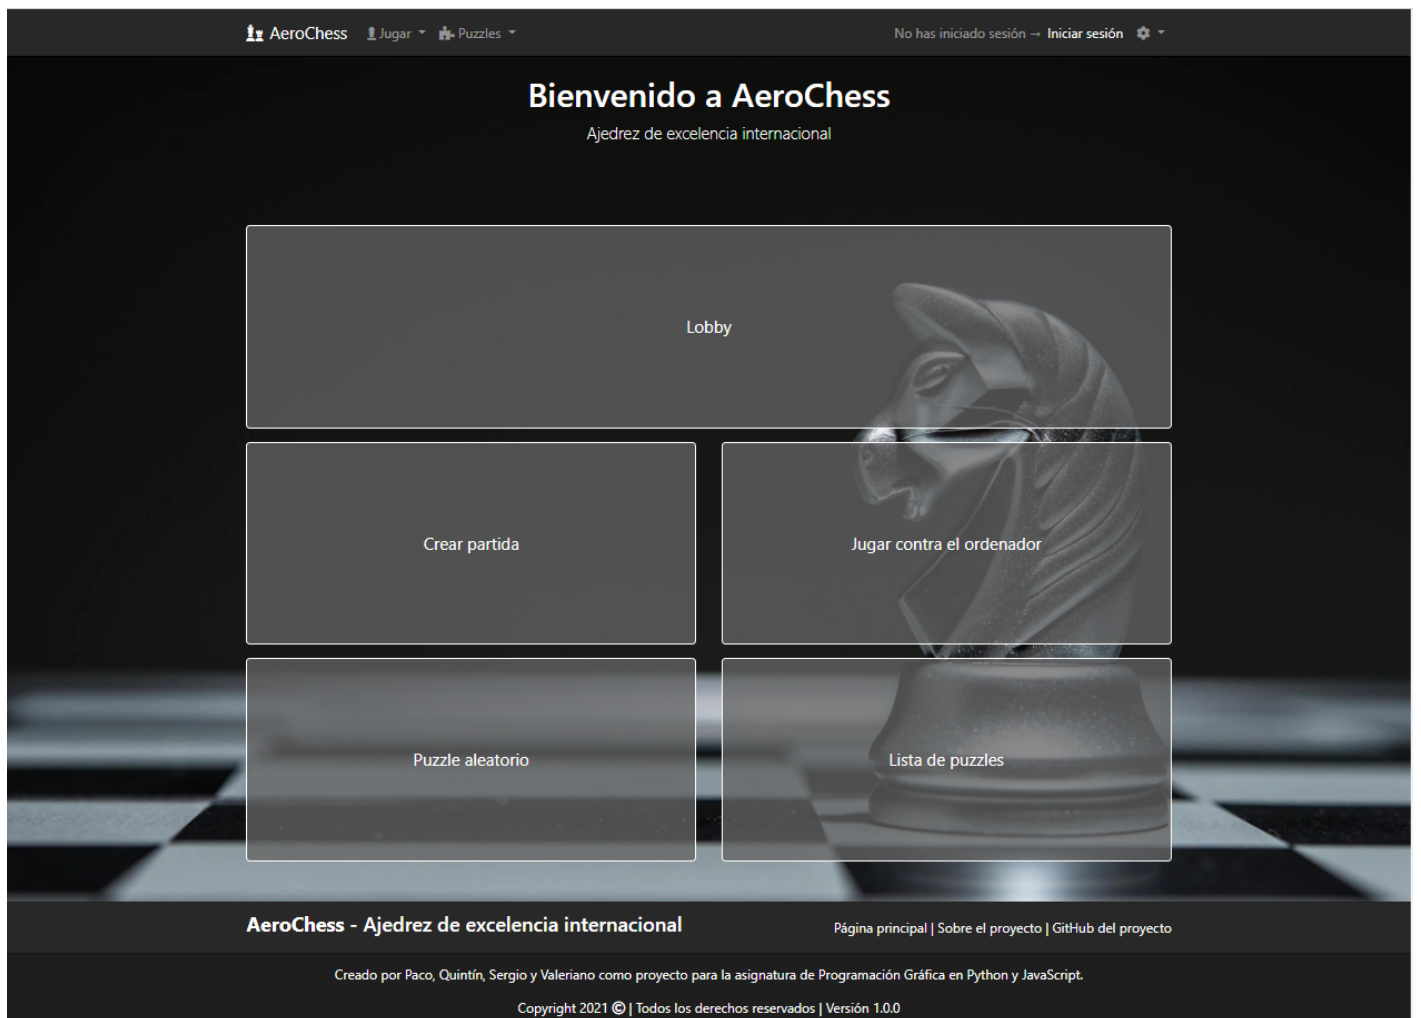 AeroChess Jugar Puzzles No has iniciado sesión → Iniciar sesión
Bienvenido a AeroChess
Ajedrez de excelencia internacional
Lobby
Crear partida
Jugar contra el ordenador
Puzzle aleatorio
Lista de puzzles
AeroChess - Ajedrez de excelencia internacional
Página principal | Sobre el proyecto | GitHub del proyecto
Creado por Paco, Quintín, Sergio y Valeriano como proyecto para la asignatura de Programación Gráfica en Python y JavaScript.
Copyright 2021 © | Todos los derechos reservados | Versión 1.0.0